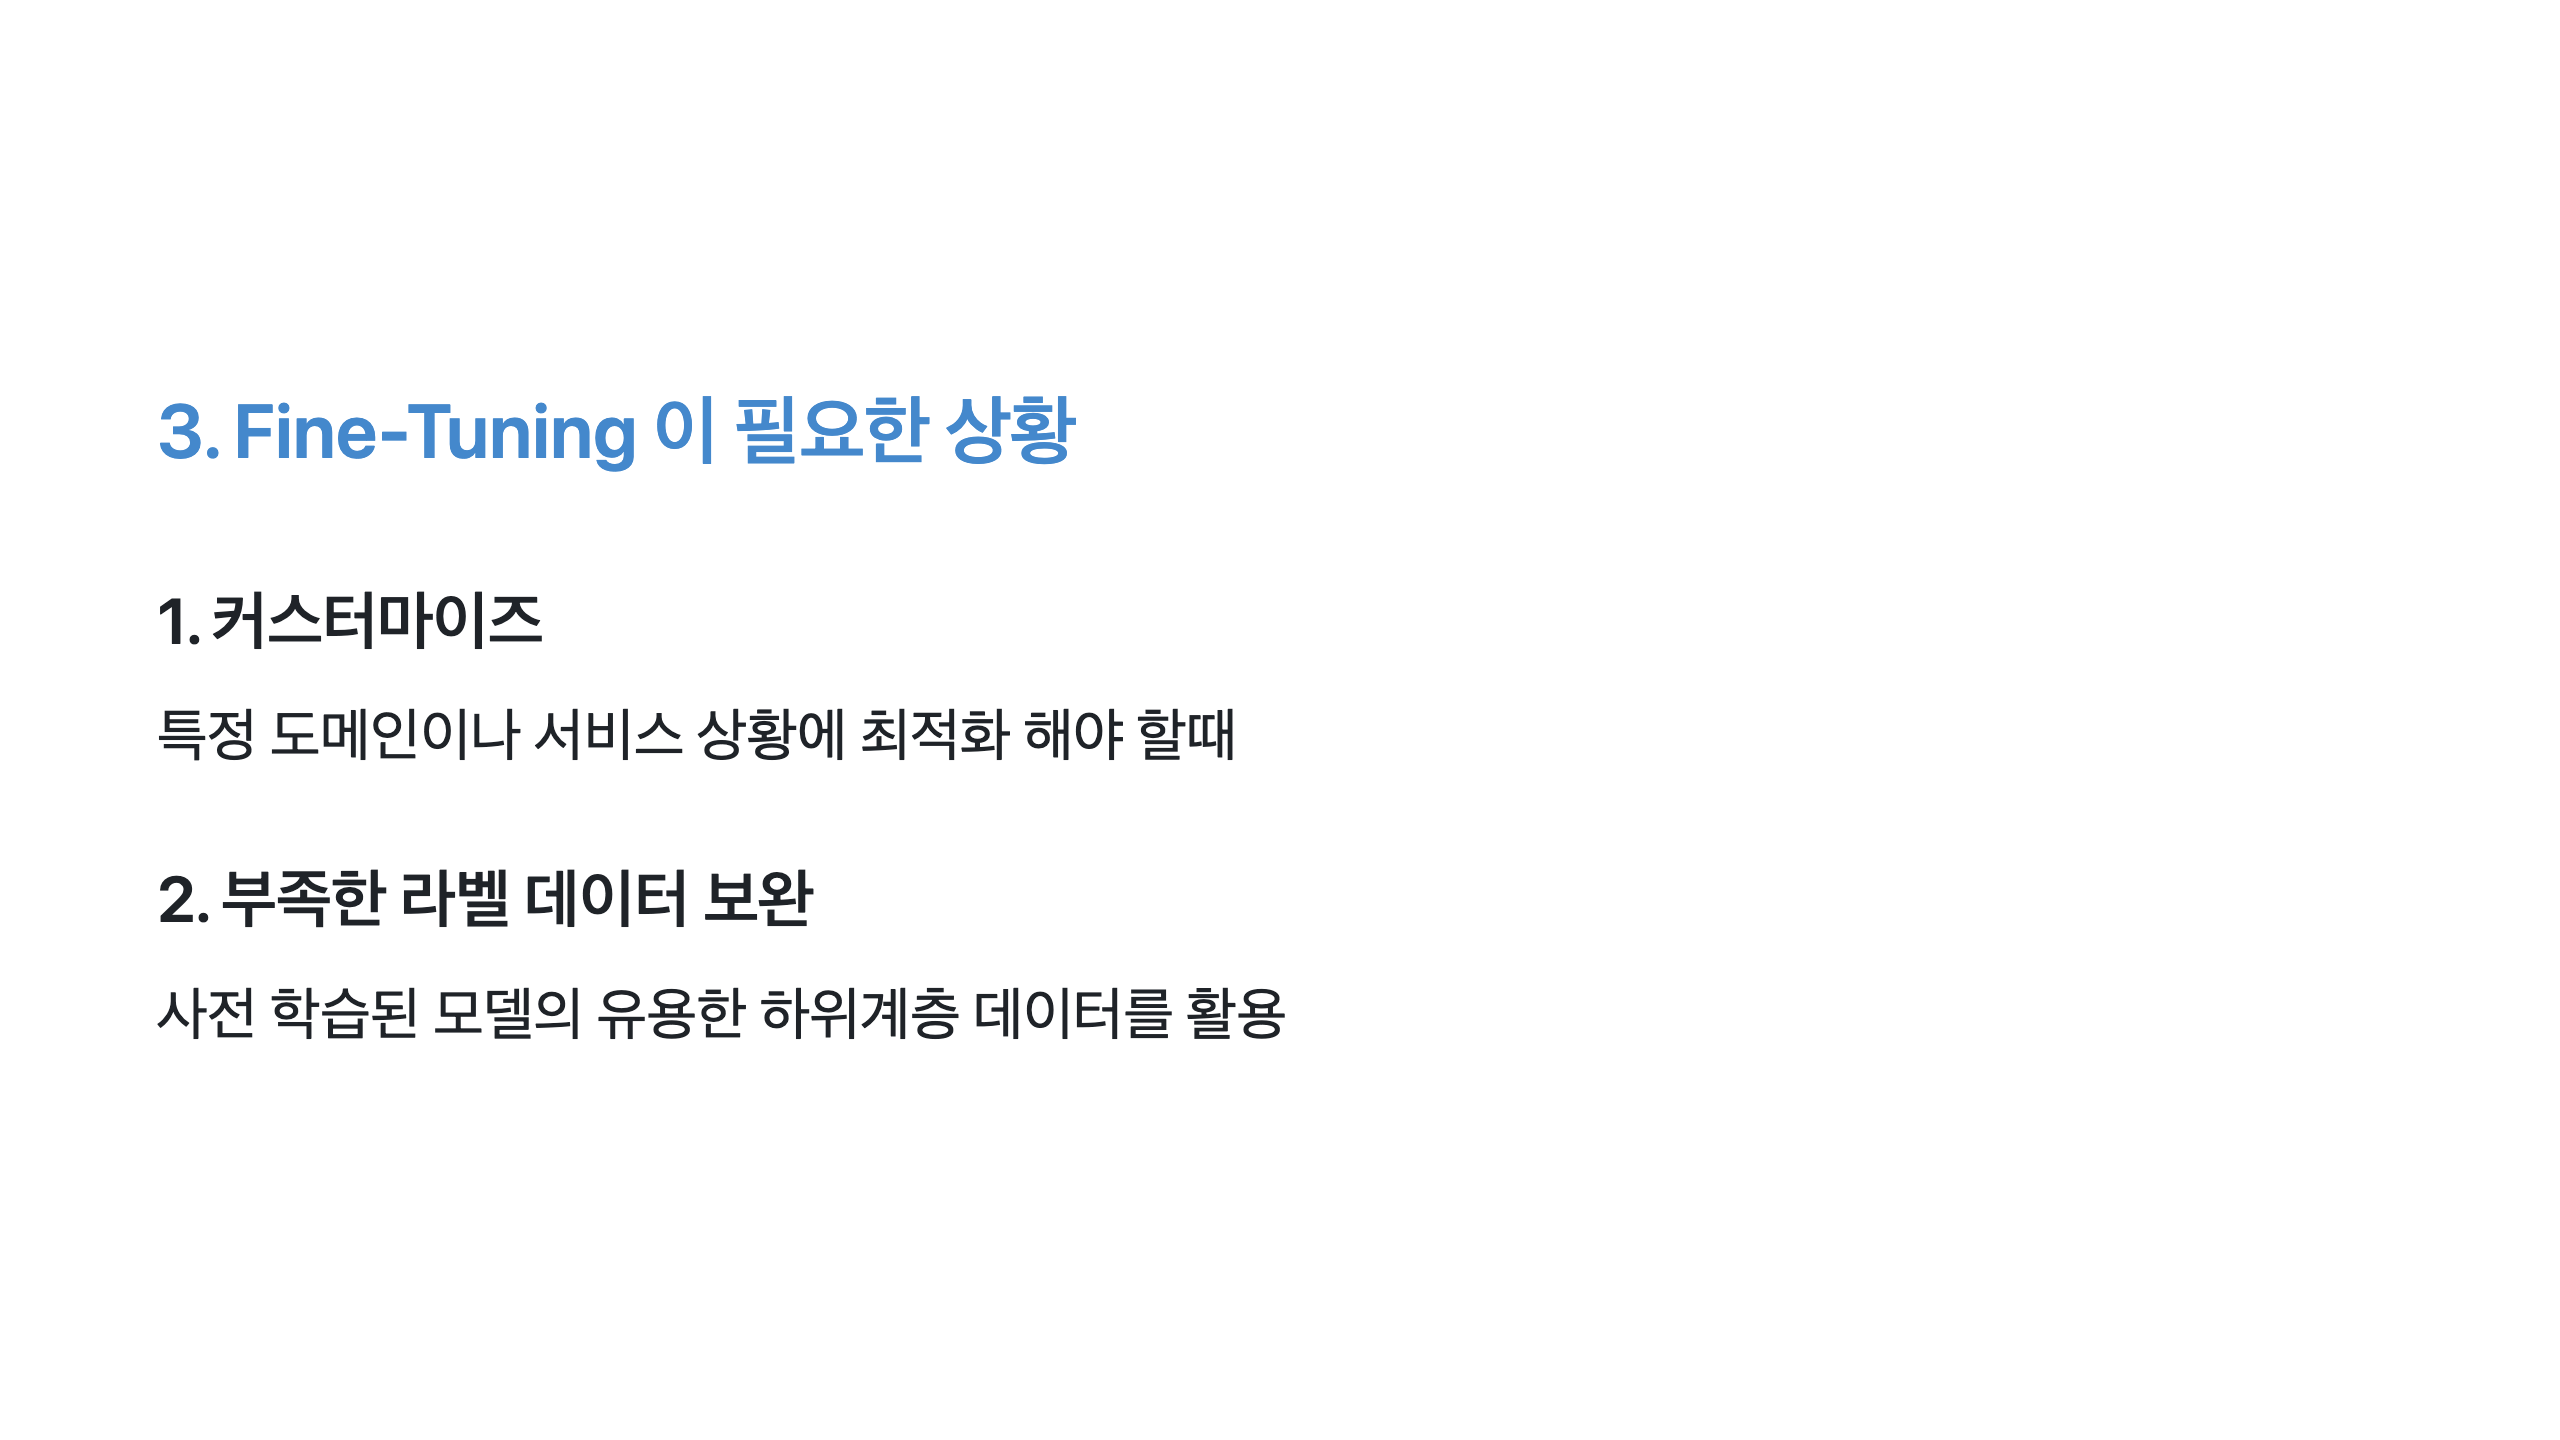 3. Fine-Tuning 이 필요한 상황
1. 커스터마이즈
특정 도메인이나 서비스 상황에 최적화 해야 할때
2. 부족한 라벨 데이터 보완
사전 학습된 모델의 유용한 하위계층 데이터를 활용